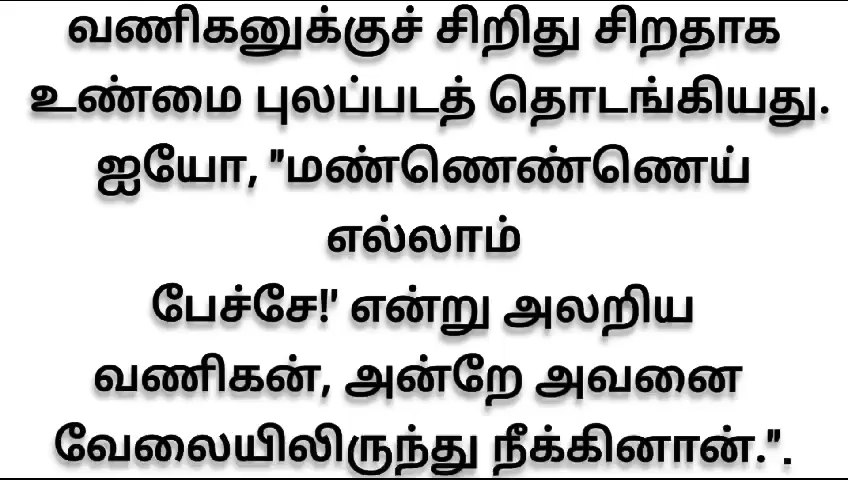 வணிகனுக்குச் சிறிது சிறதாக
உண்மை புலப்படத் தொடங்கியது.
ஐயோ, "மண்ணெண்ணெய்
எல்லாம்
பேச்சே!' என்று அலறிய
வணிகன், அன்றே அவனை
வேலையிலிருந்து நீக்கினான்.".